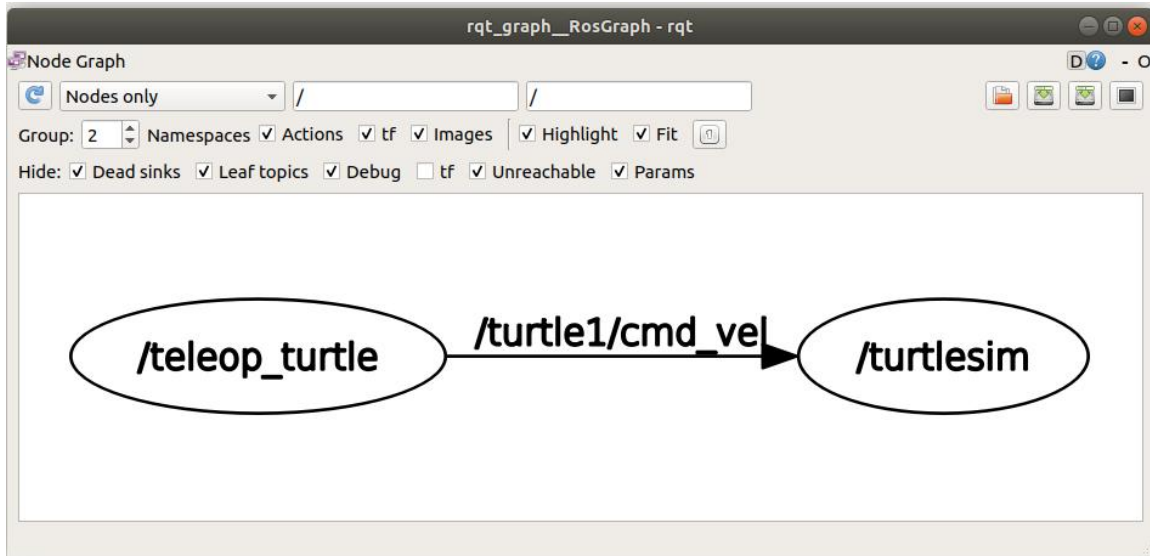 rqt_graph__RosGraph - rqt
Node Graph D ? - O
Nodes only / /
Group: 2 Namespaces Actions tf Images Highlight Fit
Hide: Dead sinks Leaf topics Debug tf Unreachable Params
/teleop_turtle /turtle1/cmd_vel /turtlesim